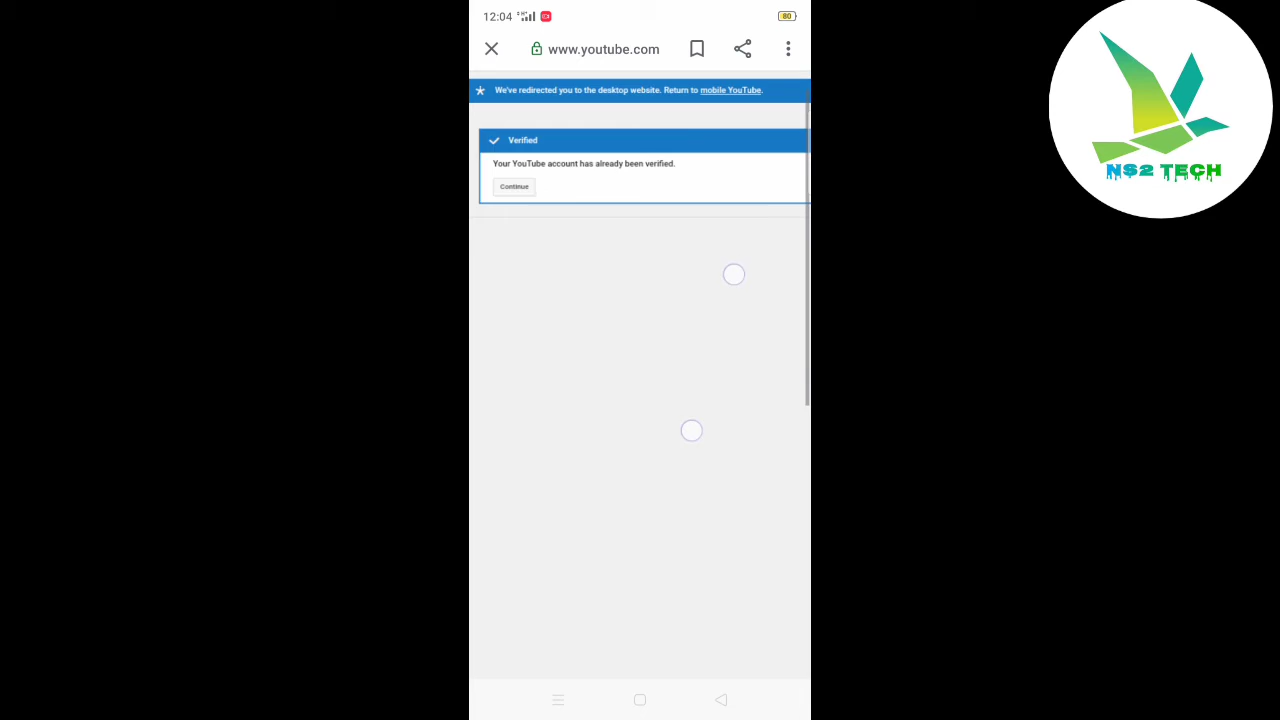 12:04
80
www.youtube.com
We've redirected you to the desktop website. Return to mobile YouTube.
Verified
Your YouTube account has already been verified.
Continue
NS2 TECH